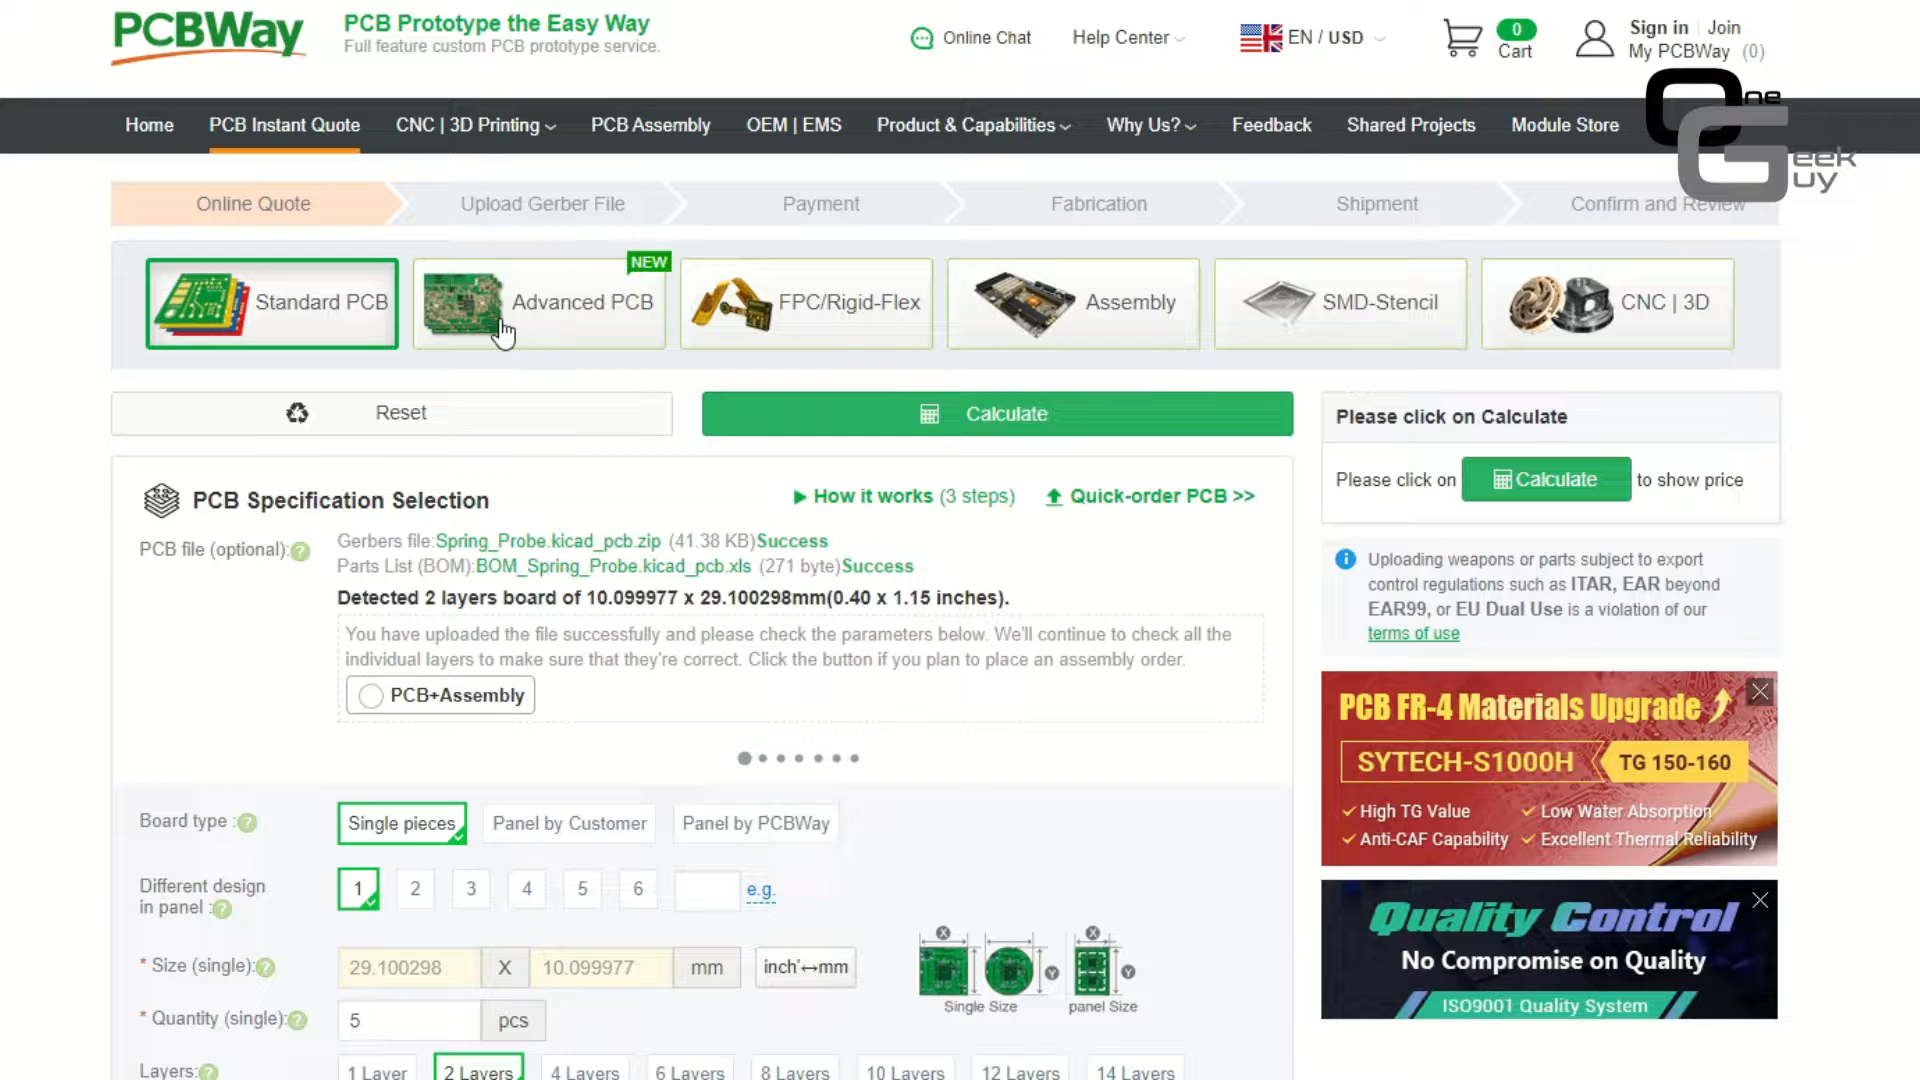 PCBWay
PCB Prototype the Easy Way
Full feature custom PCB prototype service.
Online Chat
Help Center
EN / USD
0
Cart
Sign in | Join
My PCBWay (0)
Home
PCB Instant Quote
CNC | 3D Printing
PCB Assembly
OEM | EMS
Product & Capabilities
Why Us?
Feedback
Shared Projects
Module Store
One
Geek
Guy
Online Quote
Upload Gerber File
Payment
Fabrication
Shipment
Confirm and Review
Standard PCB
NEW
Advanced PCB
FPC/Rigid-Flex
Assembly
SMD-Stencil
CNC | 3D
Reset
Calculate
Please click on Calculate
Please click on Calculate to show price
PCB Specification Selection
How it works (3 steps)
Quick-order PCB >>
PCB file (optional):?
Gerbers file:Spring_Probe.kicad_pcb.zip (41.38 KB)Success
Parts List (BOM):BOM_Spring_Probe.kicad_pcb.xls (271 byte)Success
Detected 2 layers board of 10.099977 x 29.100298mm(0.40 x 1.15 inches).
You have uploaded the file successfully and please check the parameters below. We'll continue to check all the
individual layers to make sure that they're correct. Click the button if you plan to place an assembly order.
PCB+Assembly
i
Uploading weapons or parts subject to export
control regulations such as ITAR, EAR beyond
EAR99, or EU Dual Use is a violation of our
terms of use
PCB FR-4 Materials Upgrade
SYTECH-S1000H
TG 150-160
High TG Value
Low Water Absorption
Anti-CAF Capability
Excellent Thermal Reliability
Board type :?
Single pieces
Panel by Customer
Panel by PCBWay
Different design
in panel :?
1
2
3
4
5
6
e.g.
* Size (single):?
29.100298
X
10.099977
mm
inch'↔mm
X
Y
X
Y
Single Size
panel Size
* Quantity (single):?
5
pcs
Layers:?
1 Layer
2 Layers
4 Layers
6 Layers
8 Layers
10 Layers
12 Layers
14 Layers
Quality Control
No Compromise on Quality
ISO9001 Quality System